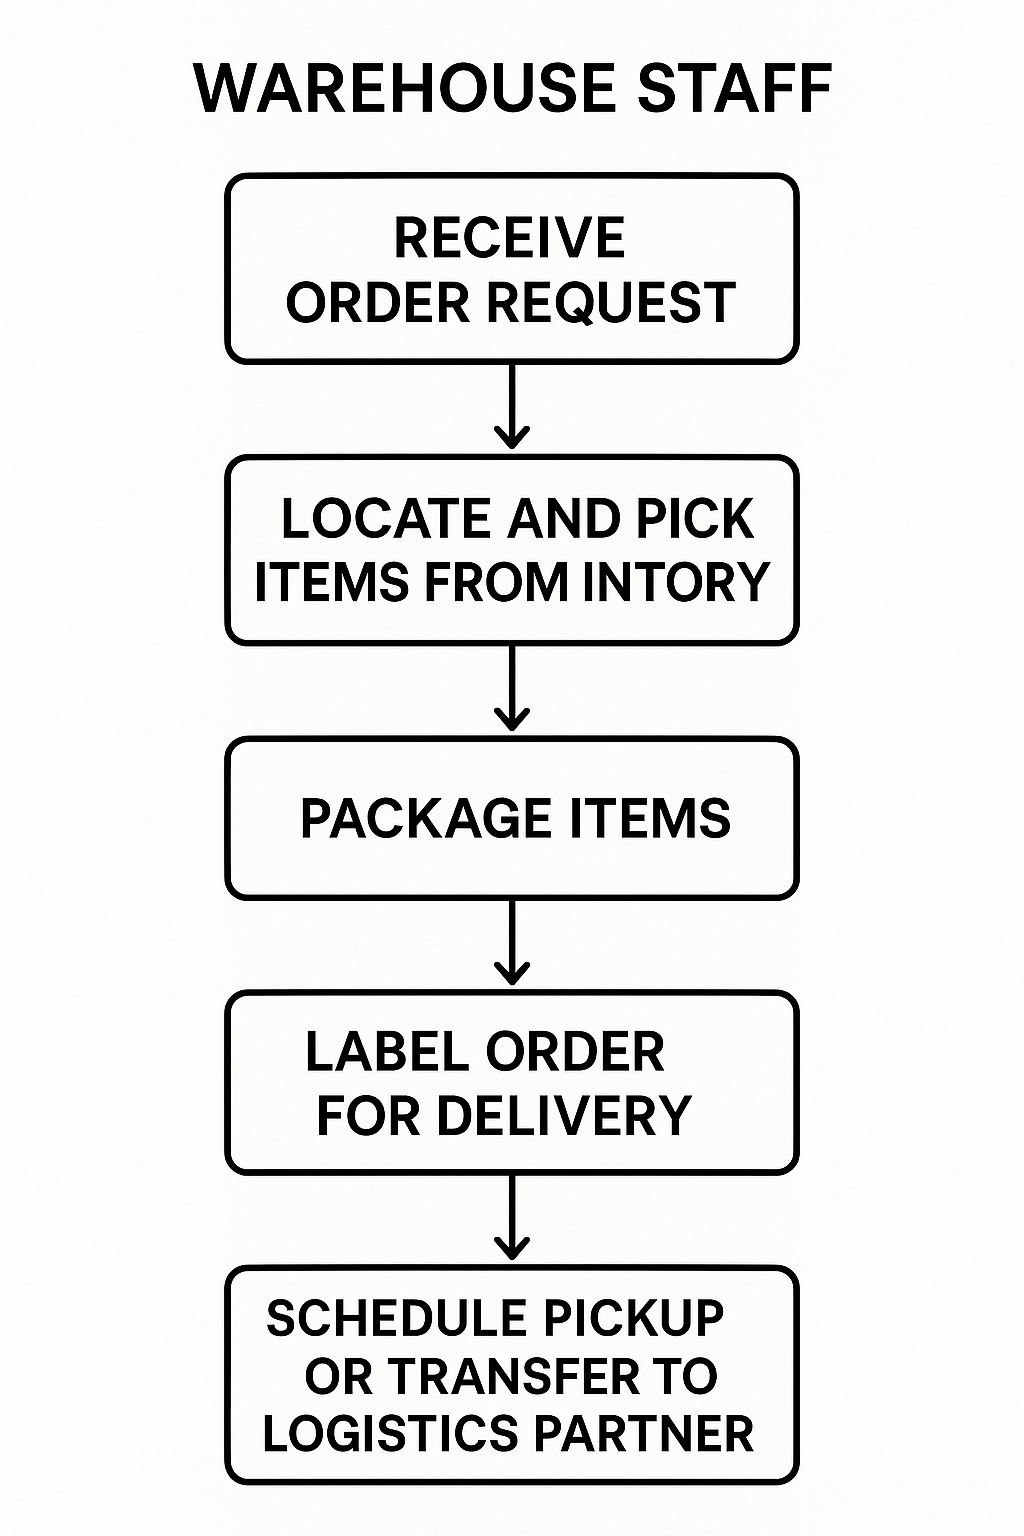 WAREHOUSE STAFF
RECEIVE
ORDER REQUEST
LOCATE AND PICK
ITEMS FROM INTORY
PACKAGE ITEMS
LABEL ORDER
FOR DELIVERY
SCHEDULE PICKUP
OR TRANSFER TO
LOGISTICS PARTNER